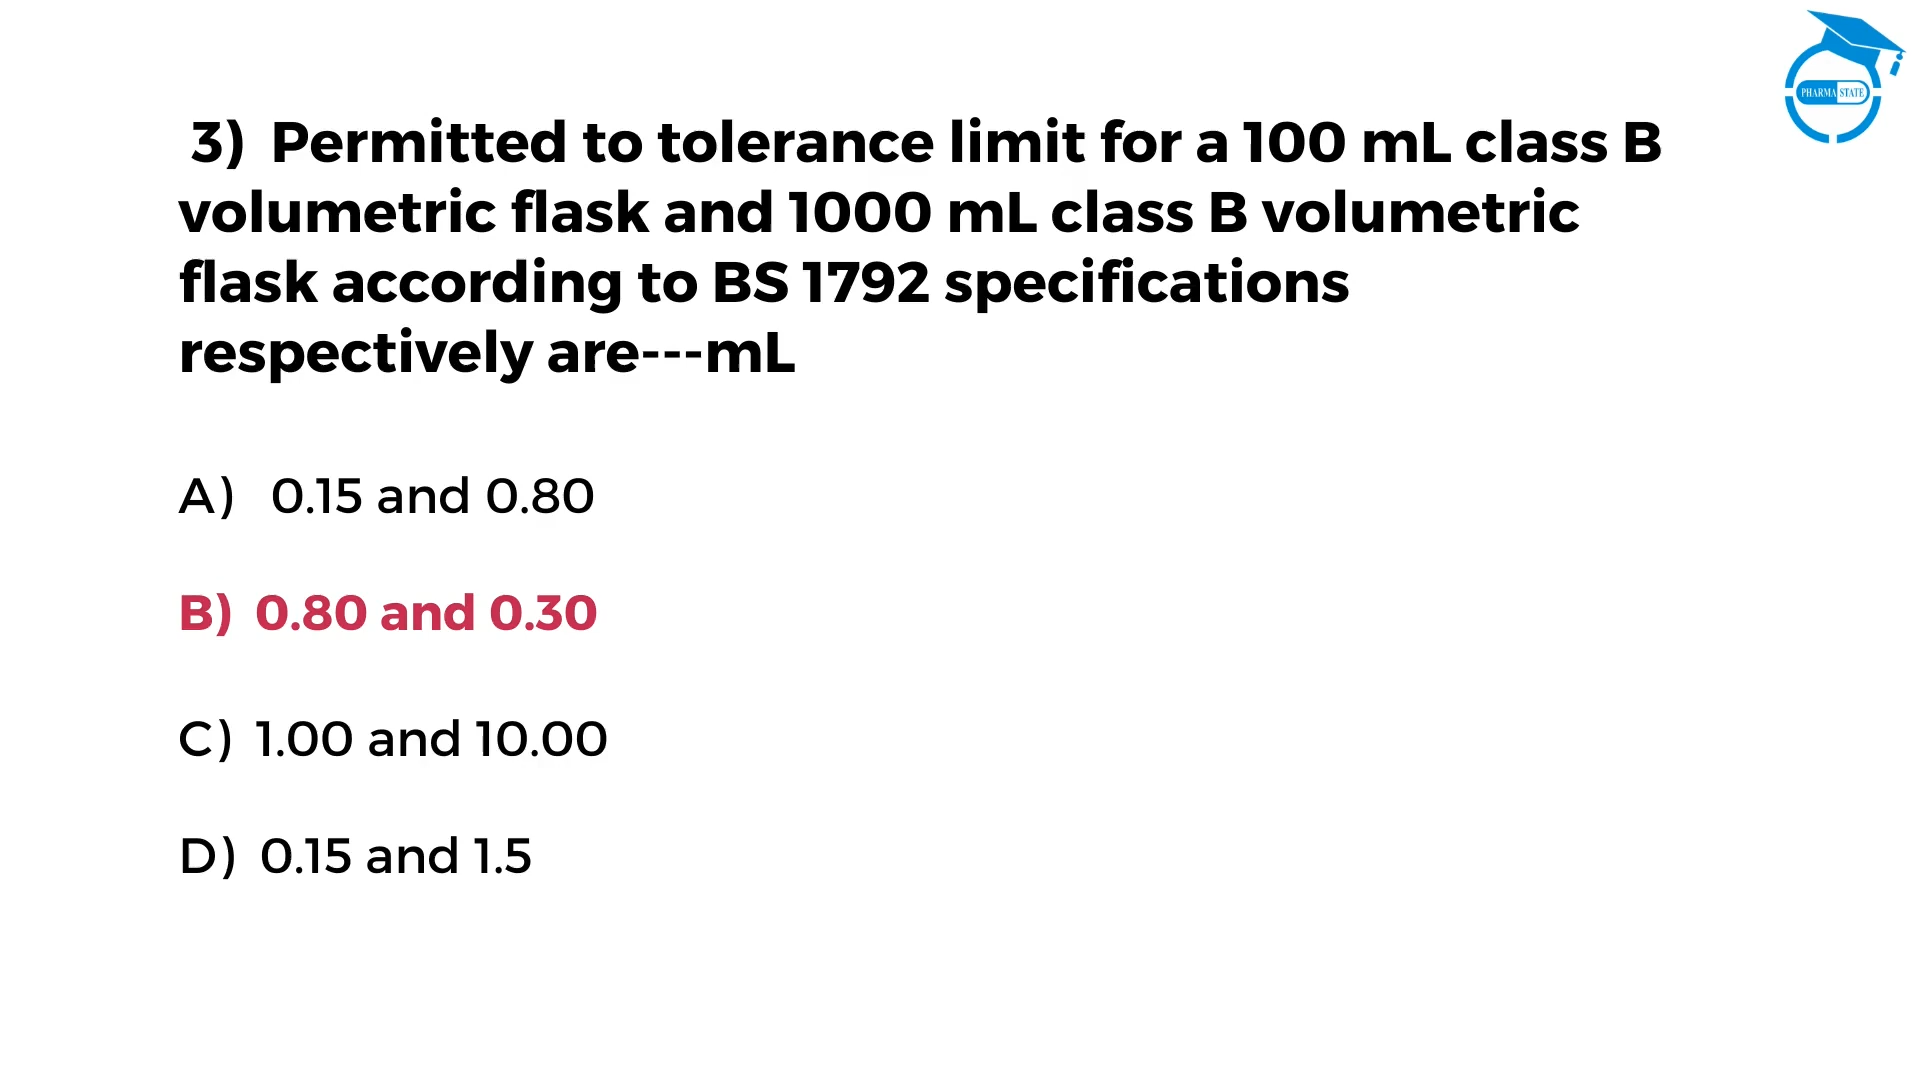 PHARMA STATE
3) Permitted to tolerance limit for a 100 mL class B
volumetric flask and 1000 mL class B volumetric
flask according to BS 1792 specifications
respectively are---mL
A) 0.15 and 0.80
B) 0.80 and 0.30
C) 1.00 and 10.00
D) 0.15 and 1.5